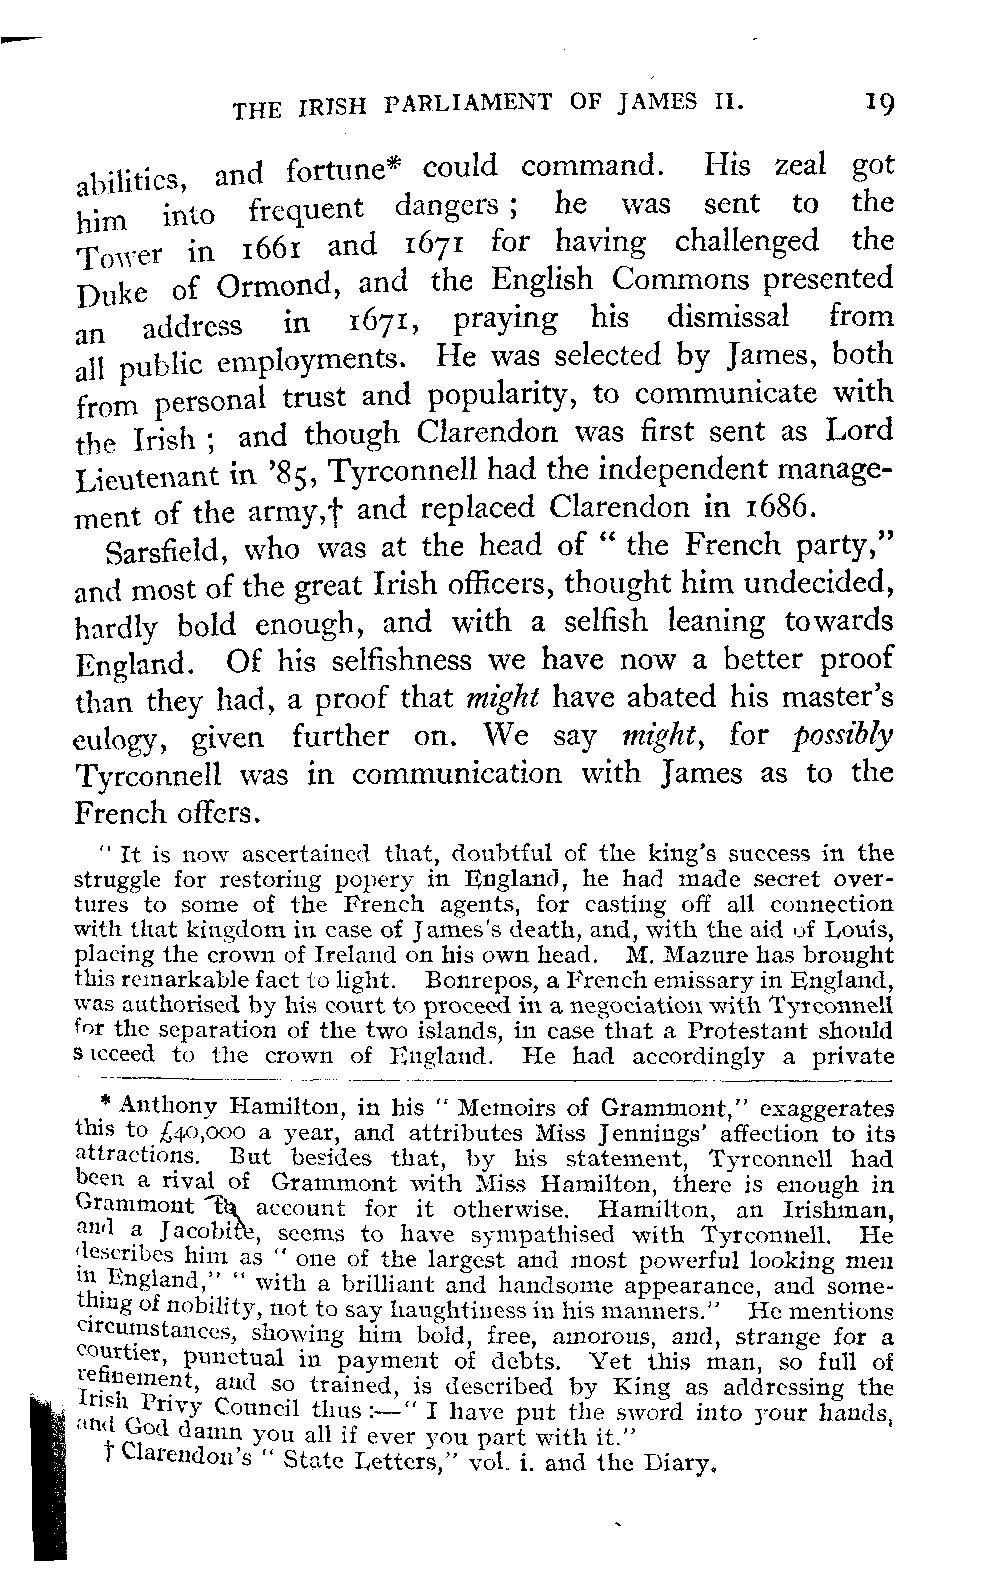 THE IRISH PARLIAMENT OF JAMES II. 19
abilities, and fortune* could command. His zeal got
him into frequent dangers; he was sent to the
Tower in 1661 and 1671 for having challenged the
Duke of Ormond, and the English Commons presented
an address in 1671, praying his dismissal from
all public employments. He was selected by James, both
from personal trust and popularity, to communicate with
the Irish; and though Clarendon was first sent as Lord
Lieutenant in '85, Tyrconnell had the independent manage-
ment of the army,† and replaced Clarendon in 1686.
Sarsfield, who was at the head of "the French party,"
and most of the great Irish officers, thought him undecided,
hardly bold enough, and with a selfish leaning towards
England. Of his selfishness we have now a better proof
than they had, a proof that might have abated his master's
eulogy, given further on. We say might, for possibly
Tyrconnell was in communication with James as to the
French offers.
"It is now ascertained that, doubtful of the king's success in the
struggle for restoring popery in England, he had made secret over-
tures to some of the French agents, for casting off all connection
with that kingdom in case of James's death, and, with the aid of Louis,
placing the crown of Ireland on his own head. M. Mazure has brought
this remarkable fact to light. Bonrepos, a French emissary in England,
was authorised by his court to proceed in a negociation with Tyrconnell
for the separation of the two islands, in case that a Protestant should
succeed to the crown of England. He had accordingly a private
* Anthony Hamilton, in his "Memoirs of Grammont," exaggerates
this to £40,000 a year, and attributes Miss Jennings' affection to its
attractions. But besides that, by his statement, Tyrconnell had
been a rival of Grammont with Miss Hamilton, there is enough in
Grammont to account for it otherwise. Hamilton, an Irishman,
and a Jacobite, seems to have sympathised with Tyrconnell. He
describes him as "one of the largest and most powerful looking men
in England," "with a brilliant and handsome appearance, and some-
thing of nobility, not to say haughtiness in his manners." He mentions
circumstances, showing him bold, free, amorous, and, strange for a
courtier, punctual in payment of debts. Yet this man, so full of
refinement, and so trained, is described by King as addressing the
Irish Privy Council thus:—"I have put the sword into your hands,
and God damn you all if ever you part with it."
† Clarendon's "State Letters," vol. i. and the Diary.